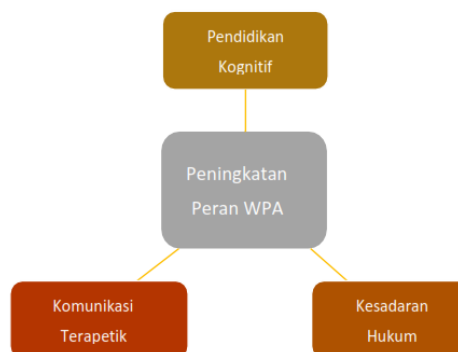 Pendidikan
Kognitif
Peningkatan
Peran WPA
Komunikasi
Terapetik
Kesadaran
Hukum